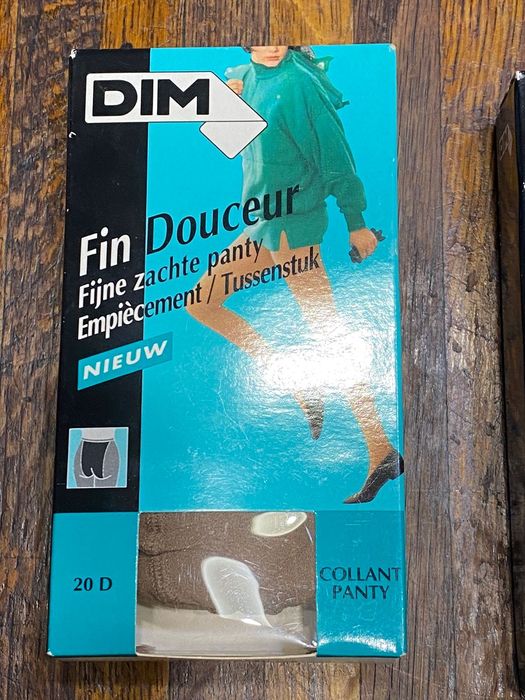 DIM
Fin Douceur
Fijne zachte panty
Empiècement / Tussenstuk
NIEUW
20 D
COLLANT
PANTY